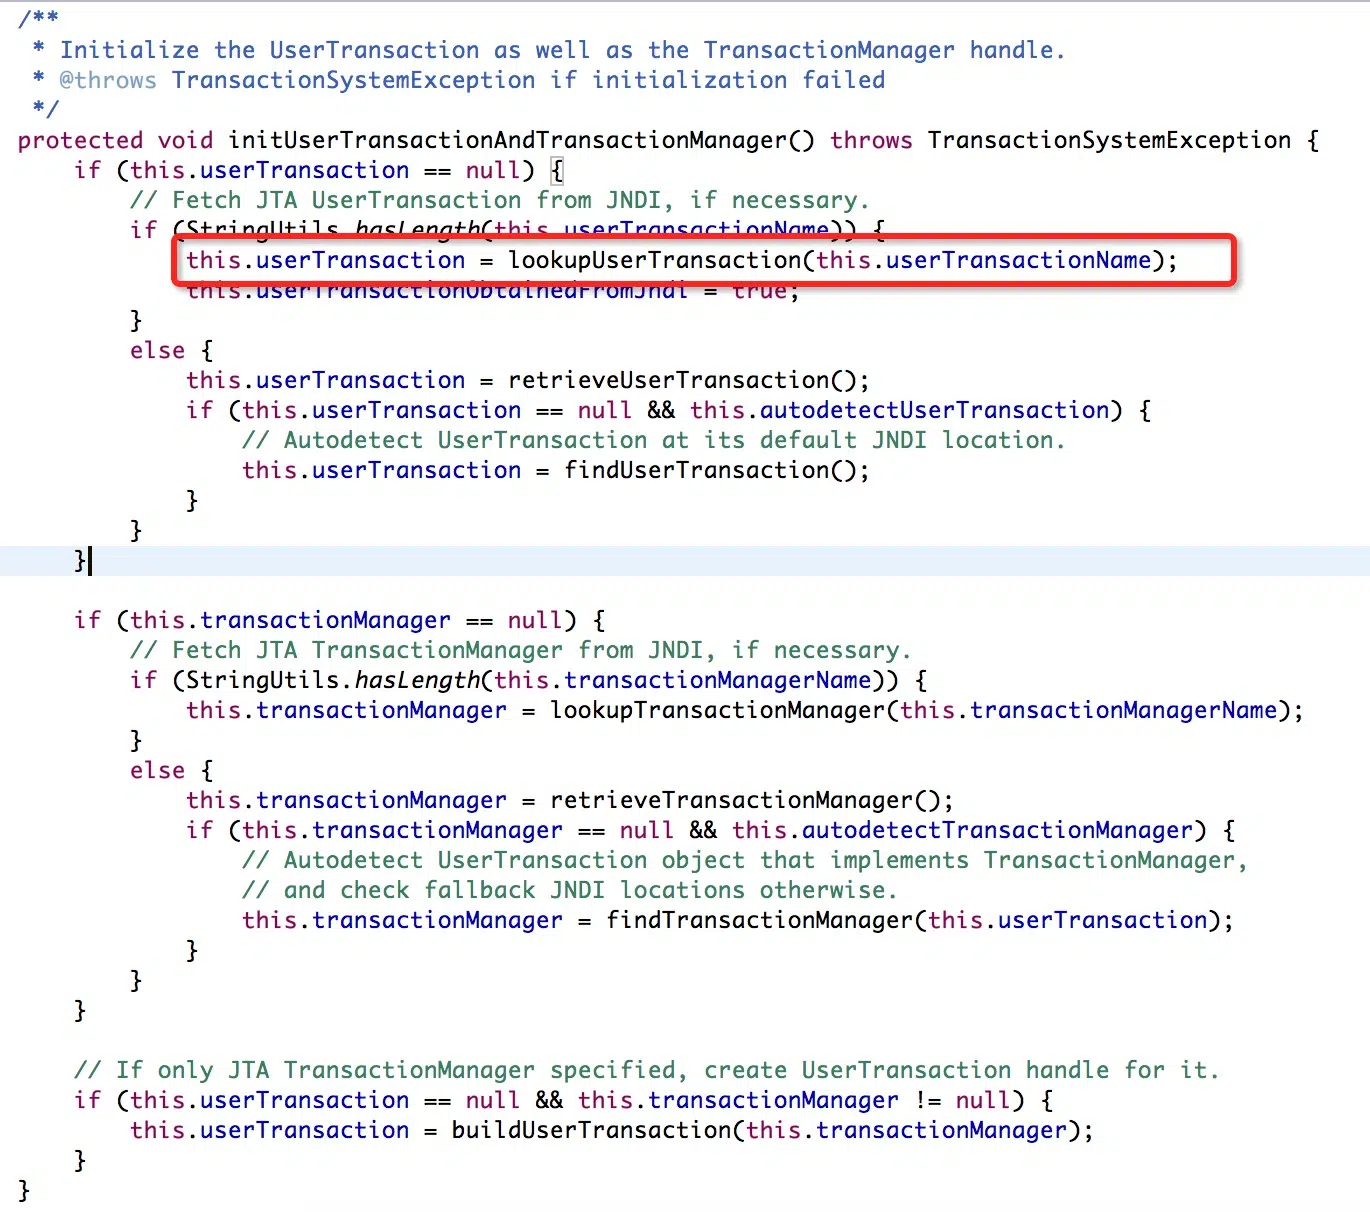 /**
 * Initialize the UserTransaction as well as the TransactionManager handle.
 * @throws TransactionSystemException if initialization failed
 */
protected void initUserTransactionAndTransactionManager() throws TransactionSystemException {
    if (this.userTransaction == null) {
        // Fetch JTA UserTransaction from JNDI, if necessary.
        if (StringUtils.hasLength(this.userTransactionName)) {
            this.userTransaction = lookupUserTransaction(this.userTransactionName);
            this.userTransactionObtainedFromJndi = true;
        }
        else {
            this.userTransaction = retrieveUserTransaction();
            if (this.userTransaction == null && this.autodetectUserTransaction) {
                // Autodetect UserTransaction at its default JNDI location.
                this.userTransaction = findUserTransaction();
            }
        }
    }
    if (this.transactionManager == null) {
        // Fetch JTA TransactionManager from JNDI, if necessary.
        if (StringUtils.hasLength(this.transactionManagerName)) {
            this.transactionManager = lookupTransactionManager(this.transactionManagerName);
        }
        else {
            this.transactionManager = retrieveTransactionManager();
            if (this.transactionManager == null && this.autodetectTransactionManager) {
                // Autodetect UserTransaction object that implements TransactionManager,
                // and check fallback JNDI locations otherwise.
                this.transactionManager = findTransactionManager(this.userTransaction);
            }
        }
    }
    // If only JTA TransactionManager specified, create UserTransaction handle for it.
    if (this.userTransaction == null && this.transactionManager != null) {
        this.userTransaction = buildUserTransaction(this.transactionManager);
    }
}